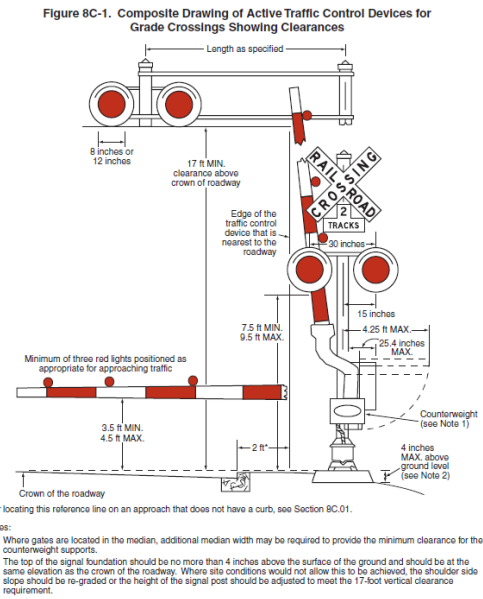 Figure 8C-1. Composite Drawing of Active Traffic Control Devices for
Grade Crossings Showing Clearances
Length as specified
8 inches or
12 inches
17 ft MIN.
clearance above
crown of roadway
RAIL ROAD
CROSSING
2
TRACKS
Edge of the
traffic control
device that is
nearest to the
roadway
30 inches
15 inches
7.5 ft MIN.
9.5 ft MAX.
4.25 ft MAX.
25.4 inches
MAX.
Minimum of three red lights positioned as
appropriate for approaching traffic
Counterweight
(see Note 1)
3.5 ft MIN.
4.5 ft MAX.
2 ft*
4 inches
MAX. above
ground level
(see Note 2)
Crown of the roadway
r locating this reference line on an approach that does not have a curb, see Section 8C.01.
es:
Where gates are located in the median, additional median width may be required to provide the minimum clearance for the
counterweight supports.
The top of the signal foundation should be no more than 4 inches above the surface of the ground and should be at the
same elevation as the crown of the roadway. Where site conditions would not allow this to be achieved, the shoulder side
slope should be re-graded or the height of the signal post should be adjusted to meet the 17-foot vertical clearance
requirement.